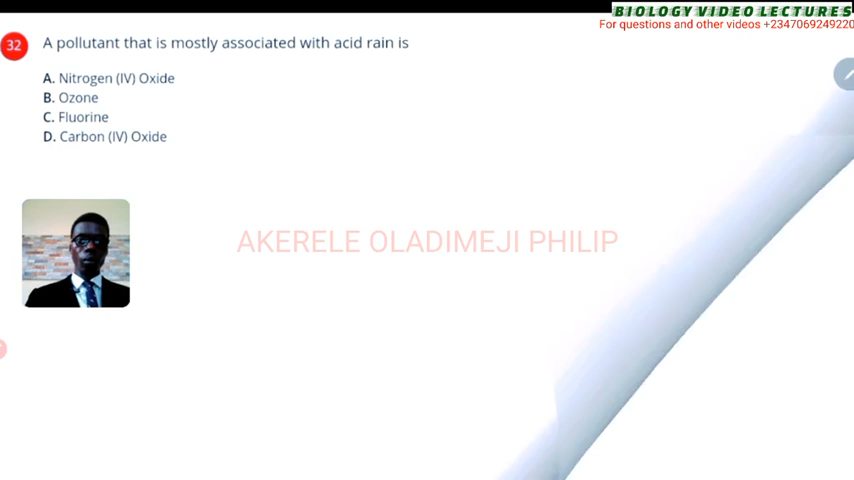 BIOLOGY VIDEO LECTURES
For questions and other videos +2347069249220
32 A pollutant that is mostly associated with acid rain is
A. Nitrogen (IV) Oxide
B. Ozone
C. Fluorine
D. Carbon (IV) Oxide
AKERELE OLADIMEJI PHILIP